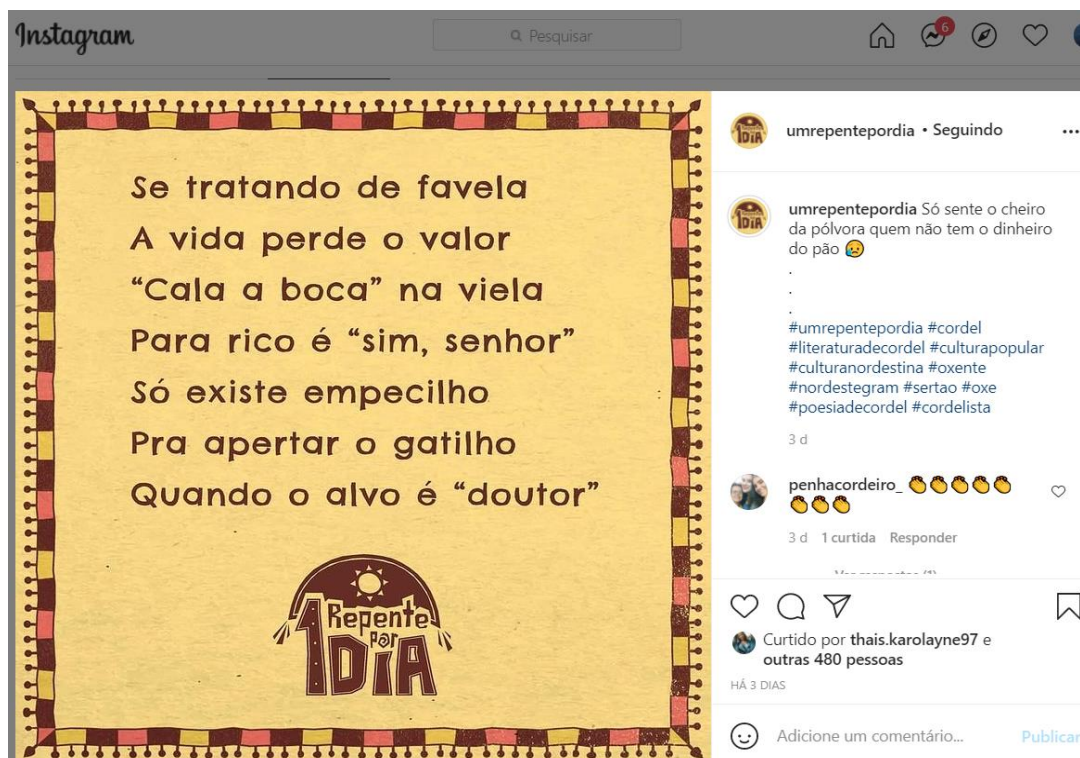 Instagram
Pesquisar
6
Se tratando de favela
A vida perde o valor
“Cala a boca” na viela
Para rico é “sim, senhor”
Só existe empecilho
Pra apertar o gatilho
Quando o alvo é “doutor”
1 Repente
por
DIA
umrepentepordia • Seguindo
umrepentepordia Só sente o cheiro
da pólvora quem não tem o dinheiro
do pão 😥
.
.
.
#umrepentepordia #cordel
#literaturadecordel #culturapopular
#culturanordestina #oxente
#nordestegram #sertao #oxe
#poesiadecordel #cordelista
3 d
penhacordeiro_ 👏👏👏👏👏
👏👏👏
3 d 1 curtida Responder
Curtido por thais.karolayne97 e
outras 480 pessoas
HÁ 3 DIAS
Adicione um comentário... Publicar